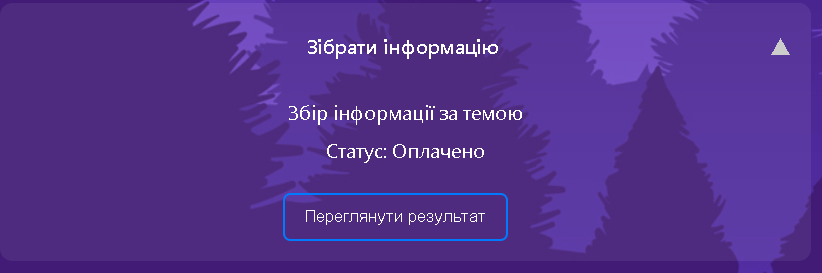 Зібрати інформацію
Збір інформації за темою
Статус: Оплачено
Переглянути результат